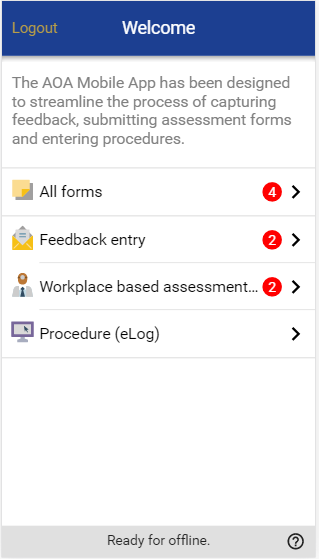 Logout Welcome
The AOA Mobile App has been designed
to streamline the process of capturing
feedback, submitting assessment forms
and entering procedures.
All forms 4
Feedback entry 2
Workplace based assessment... 2
Procedure (eLog)
Ready for offline. ?